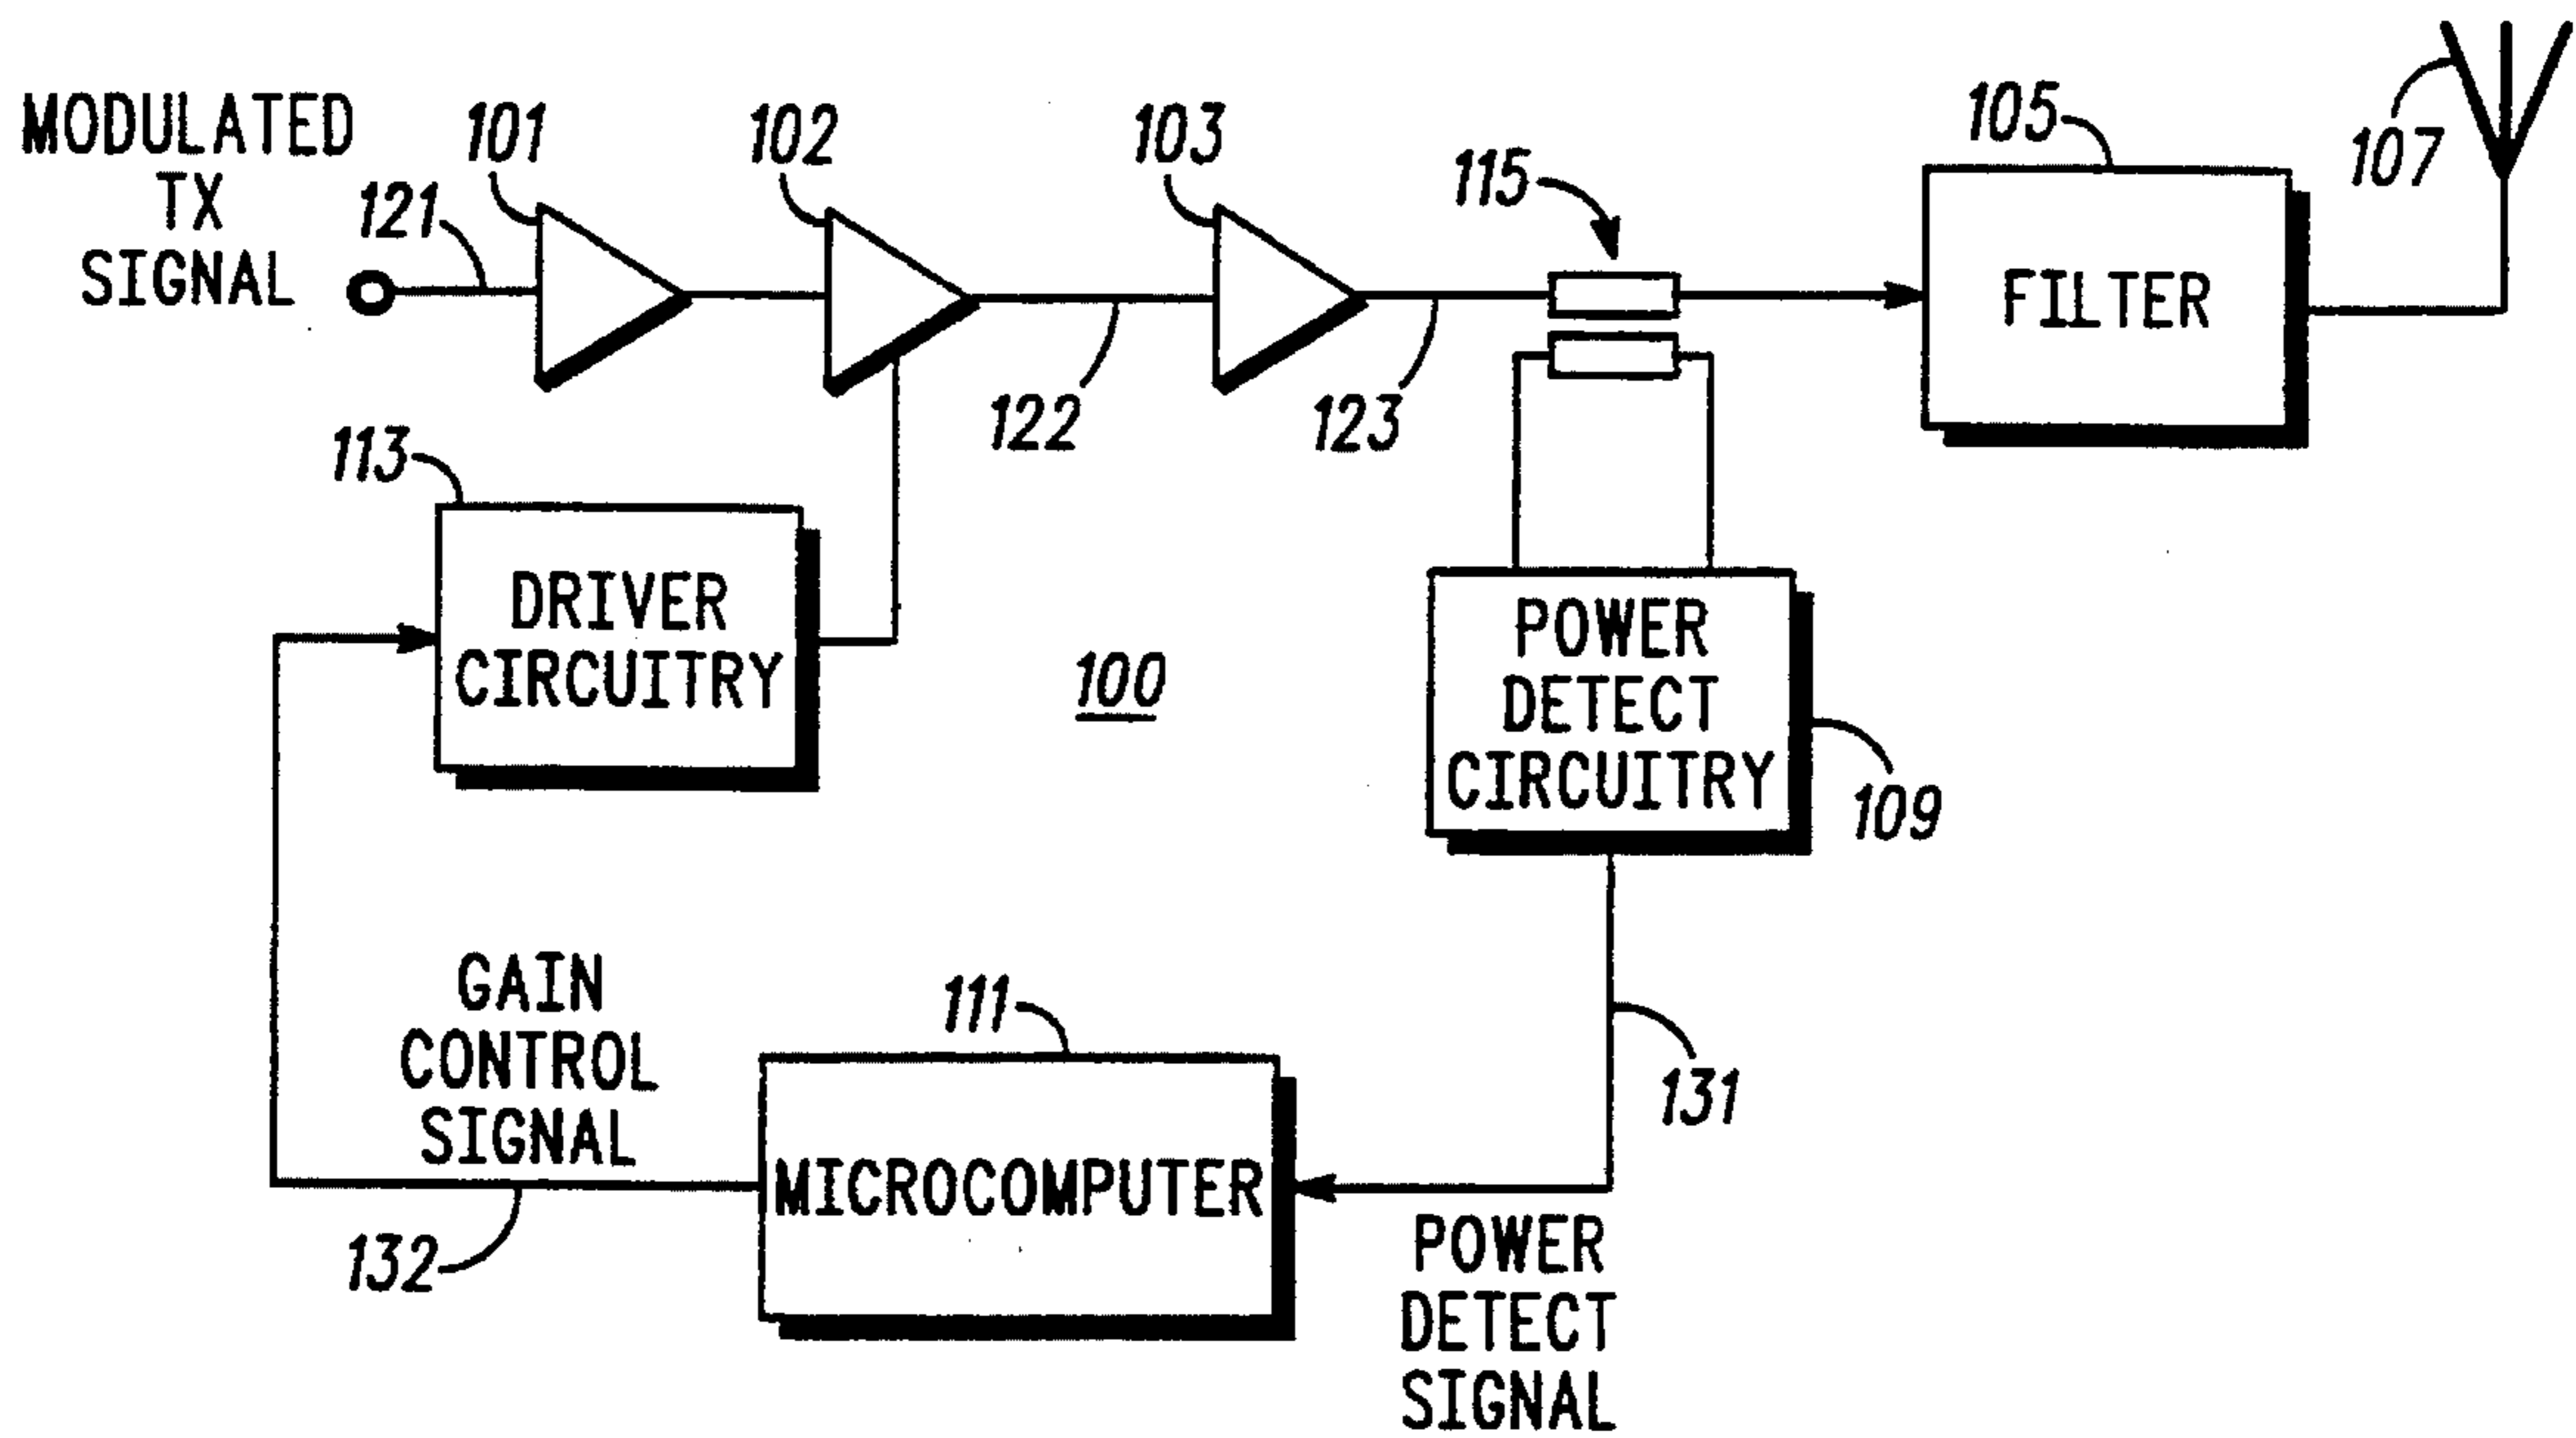 MODULATED
TX
SIGNAL
121
101
102
103
115
105
107
FILTER
122
123
113
DRIVER
CIRCUITRY
100
POWER
DETECT
CIRCUITRY
109
GAIN
CONTROL
SIGNAL
111
131
MICROCOMPUTER
132
POWER
DETECT
SIGNAL